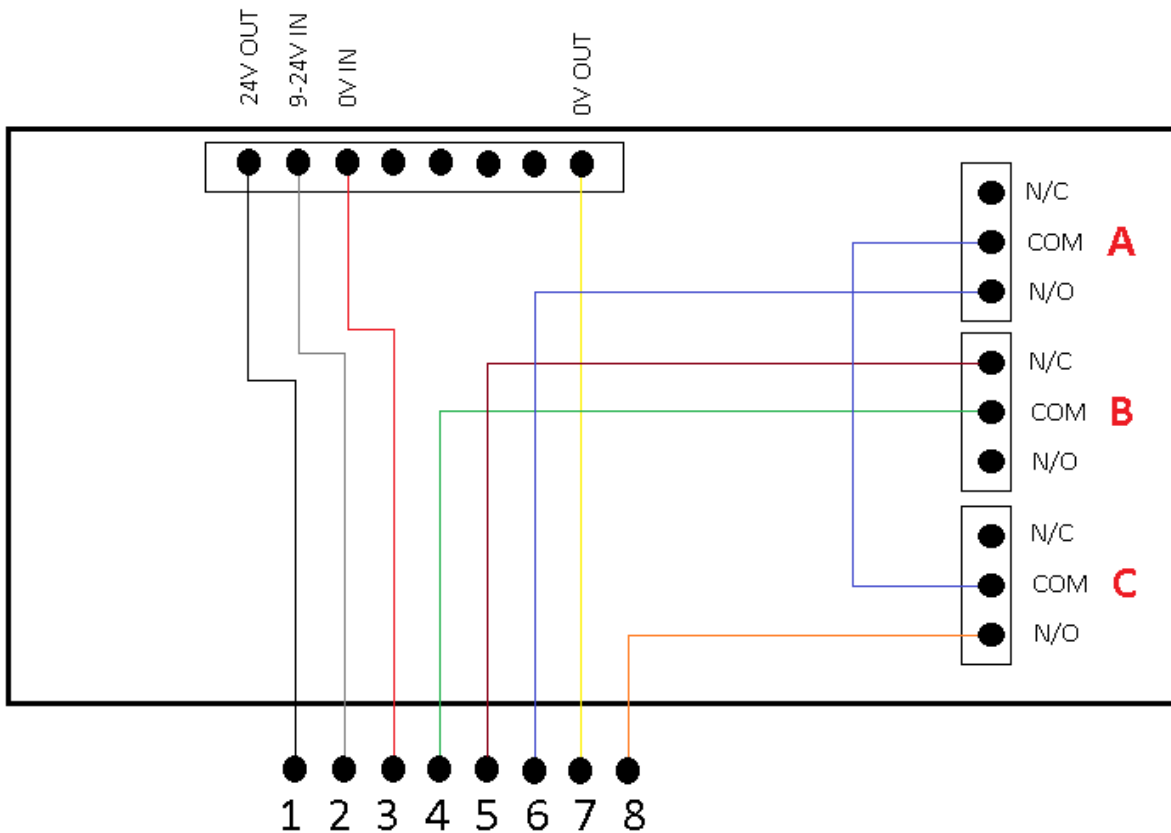 24V OUT
9-24V IN
0V IN
0V OUT
N/C
COM A
N/O
N/C
COM B
N/O
N/C
COM C
N/O
1 2 3 4 5 6 7 8